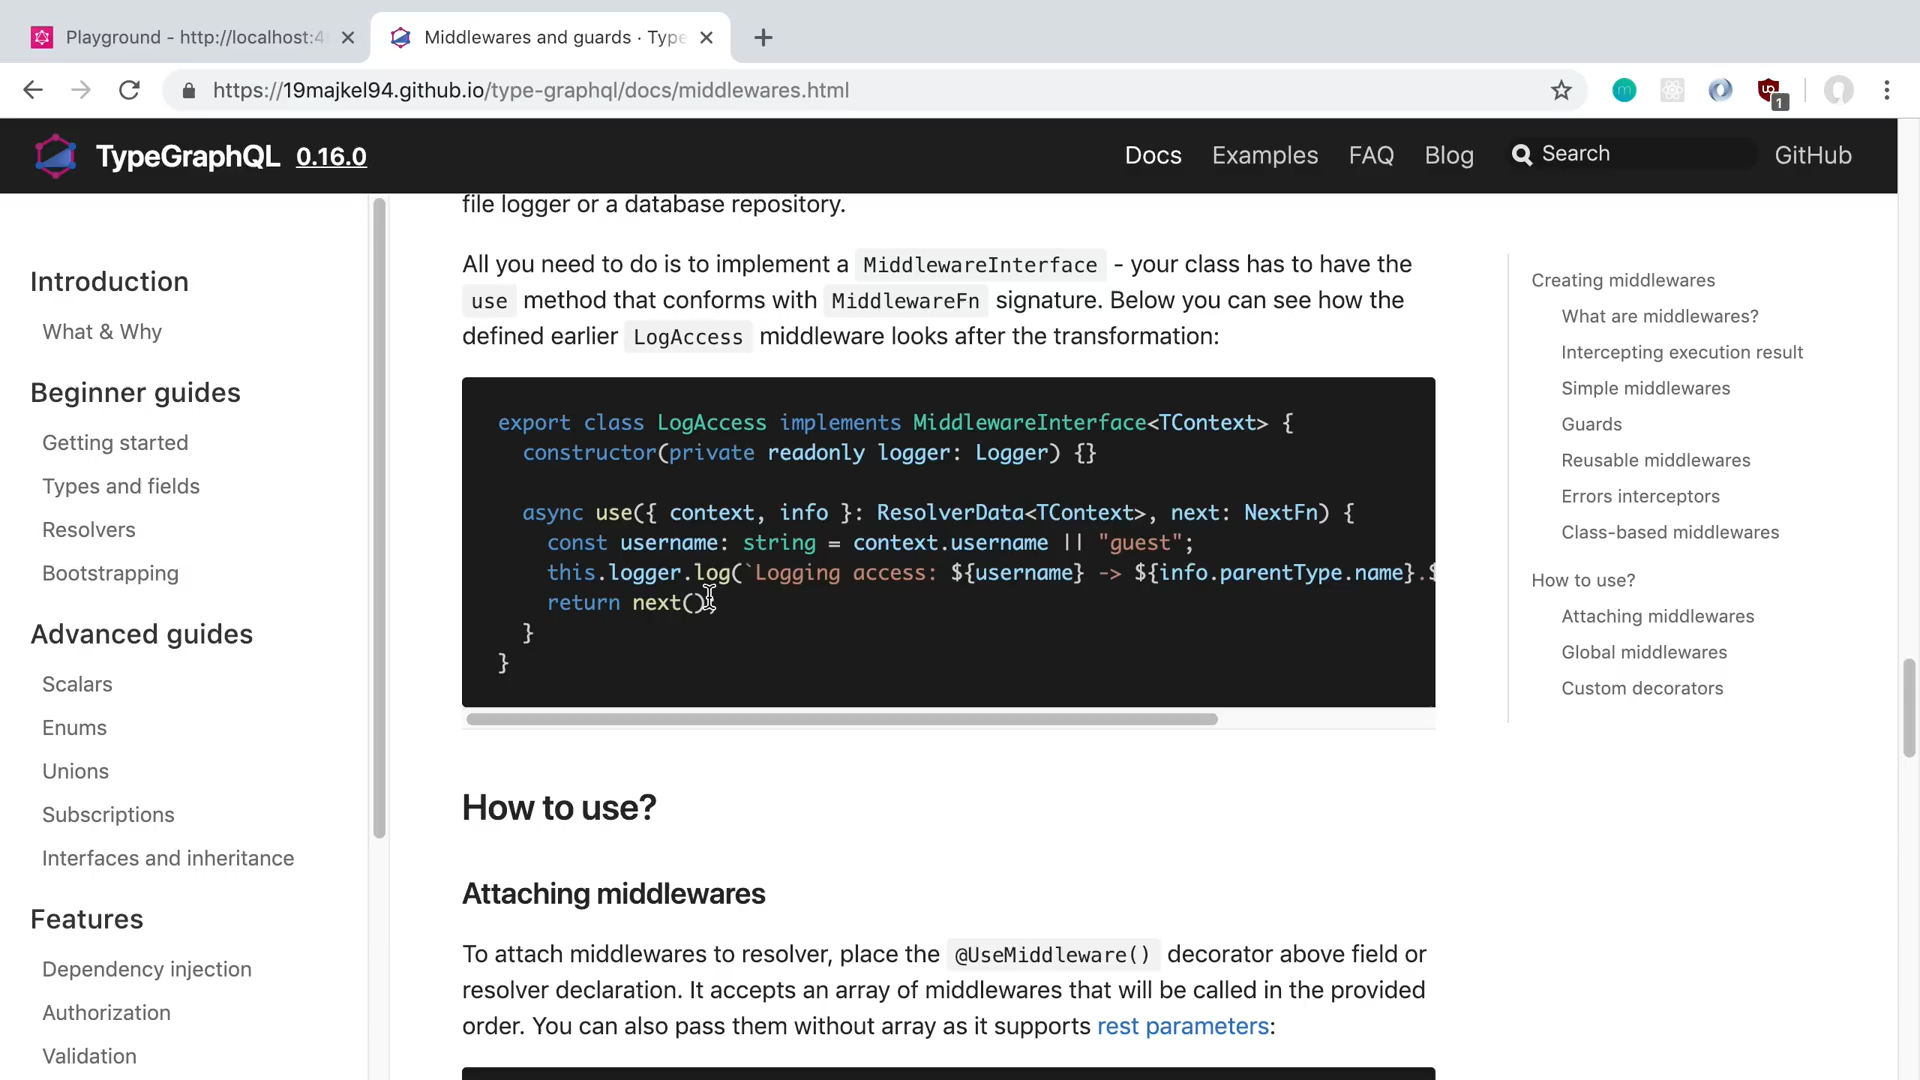 Playground - http://localhost:4
Middlewares and guards · Type
https://19majkel94.github.io/type-graphql/docs/middlewares.html
1
TypeGraphQL 0.16.0
Docs
Examples
FAQ
Blog
Search
GitHub
Introduction
What & Why
Beginner guides
Getting started
Types and fields
Resolvers
Bootstrapping
Advanced guides
Scalars
Enums
Unions
Subscriptions
Interfaces and inheritance
Features
Dependency injection
Authorization
Validation
file logger or a database repository.
All you need to do is to implement a MiddlewareInterface - your class has to have the
use method that conforms with MiddlewareFn signature. Below you can see how the
defined earlier LogAccess middleware looks after the transformation:
export class LogAccess implements MiddlewareInterface<TContext> {
constructor(private readonly logger: Logger) {}
async use({ context, info }: ResolverData<TContext>, next: NextFn) {
const username: string = context.username || "guest";
this.logger.log(`Logging access: ${username} -> ${info.parentType.name}.$
return next();
}
}
How to use?
Attaching middlewares
To attach middlewares to resolver, place the @UseMiddleware() decorator above field or
resolver declaration. It accepts an array of middlewares that will be called in the provided
order. You can also pass them without array as it supports rest parameters:
Creating middlewares
What are middlewares?
Intercepting execution result
Simple middlewares
Guards
Reusable middlewares
Errors interceptors
Class-based middlewares
How to use?
Attaching middlewares
Global middlewares
Custom decorators